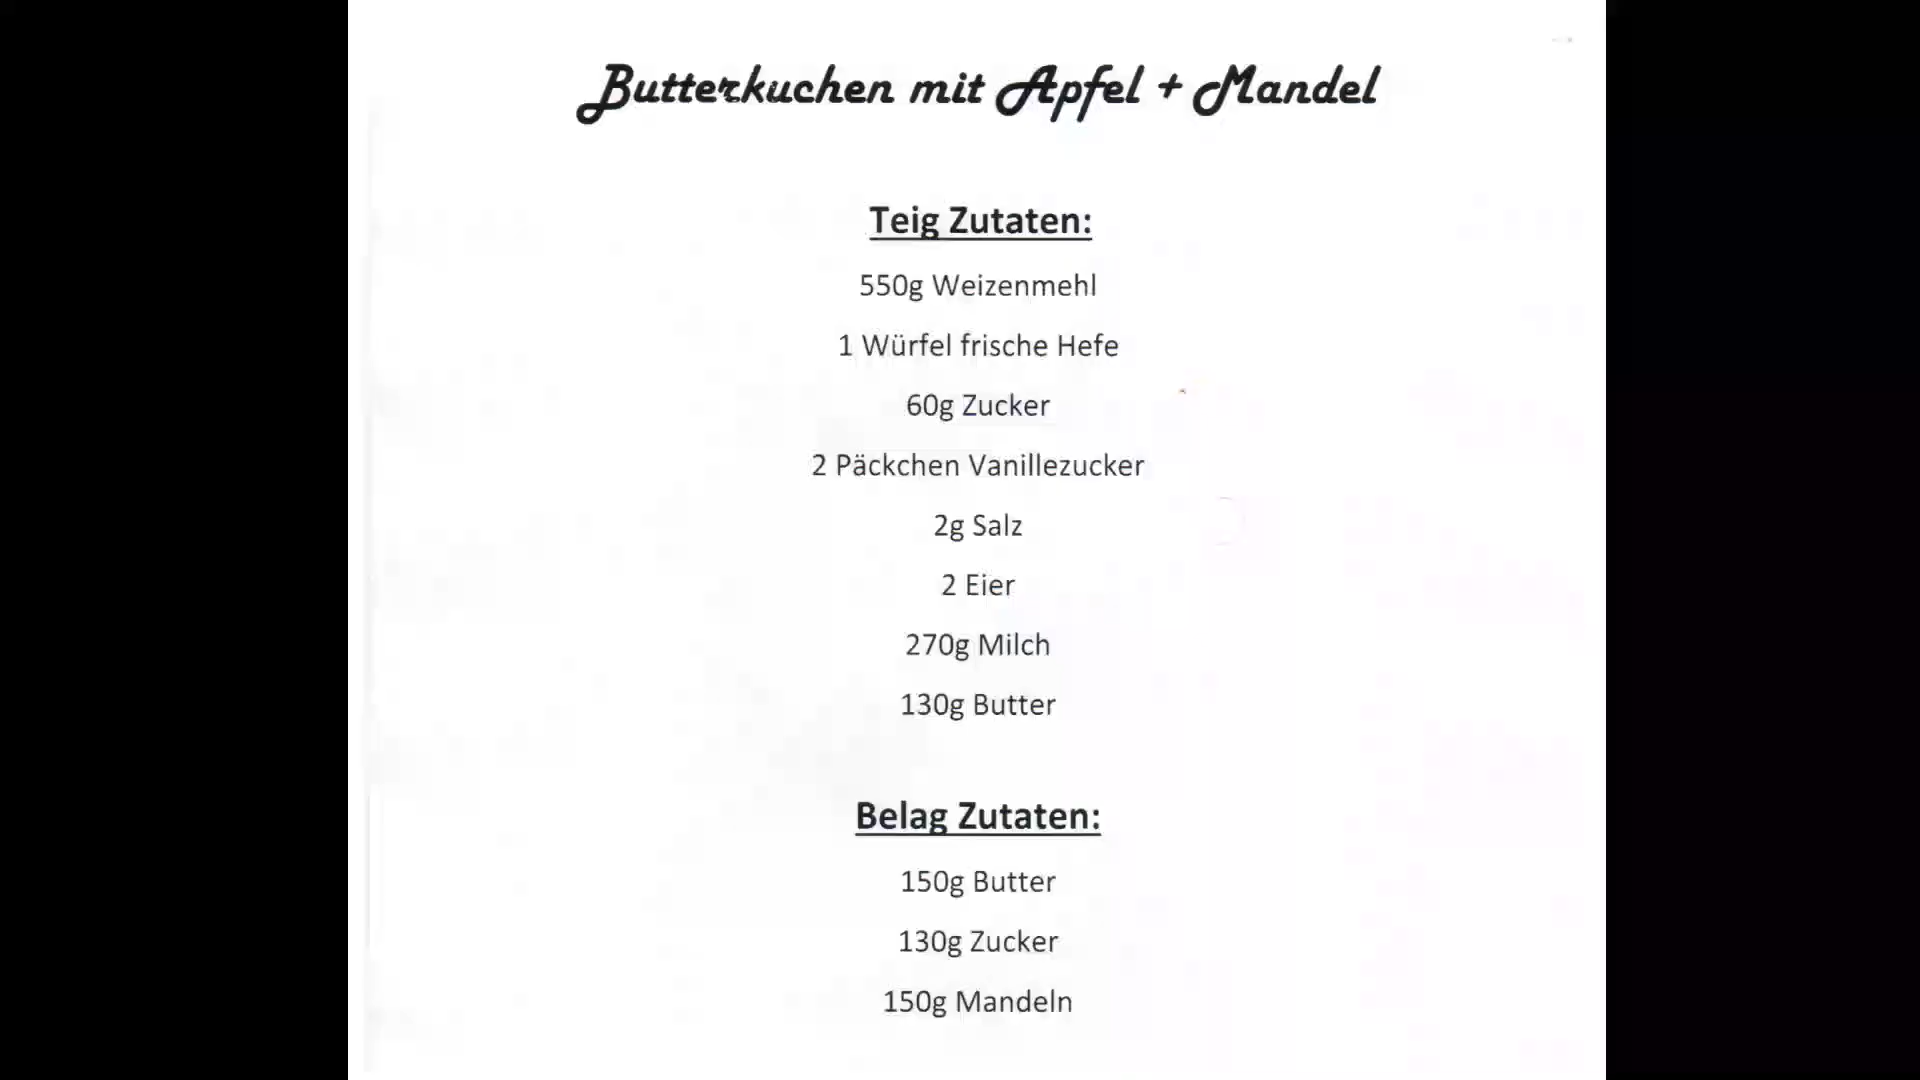 Butterkuchen mit Apfel + Mandel
Teig Zutaten:
550g Weizenmehl
1 Würfel frische Hefe
60g Zucker
2 Päckchen Vanillezucker
2g Salz
2 Eier
270g Milch
130g Butter
Belag Zutaten:
150g Butter
130g Zucker
150g Mandeln